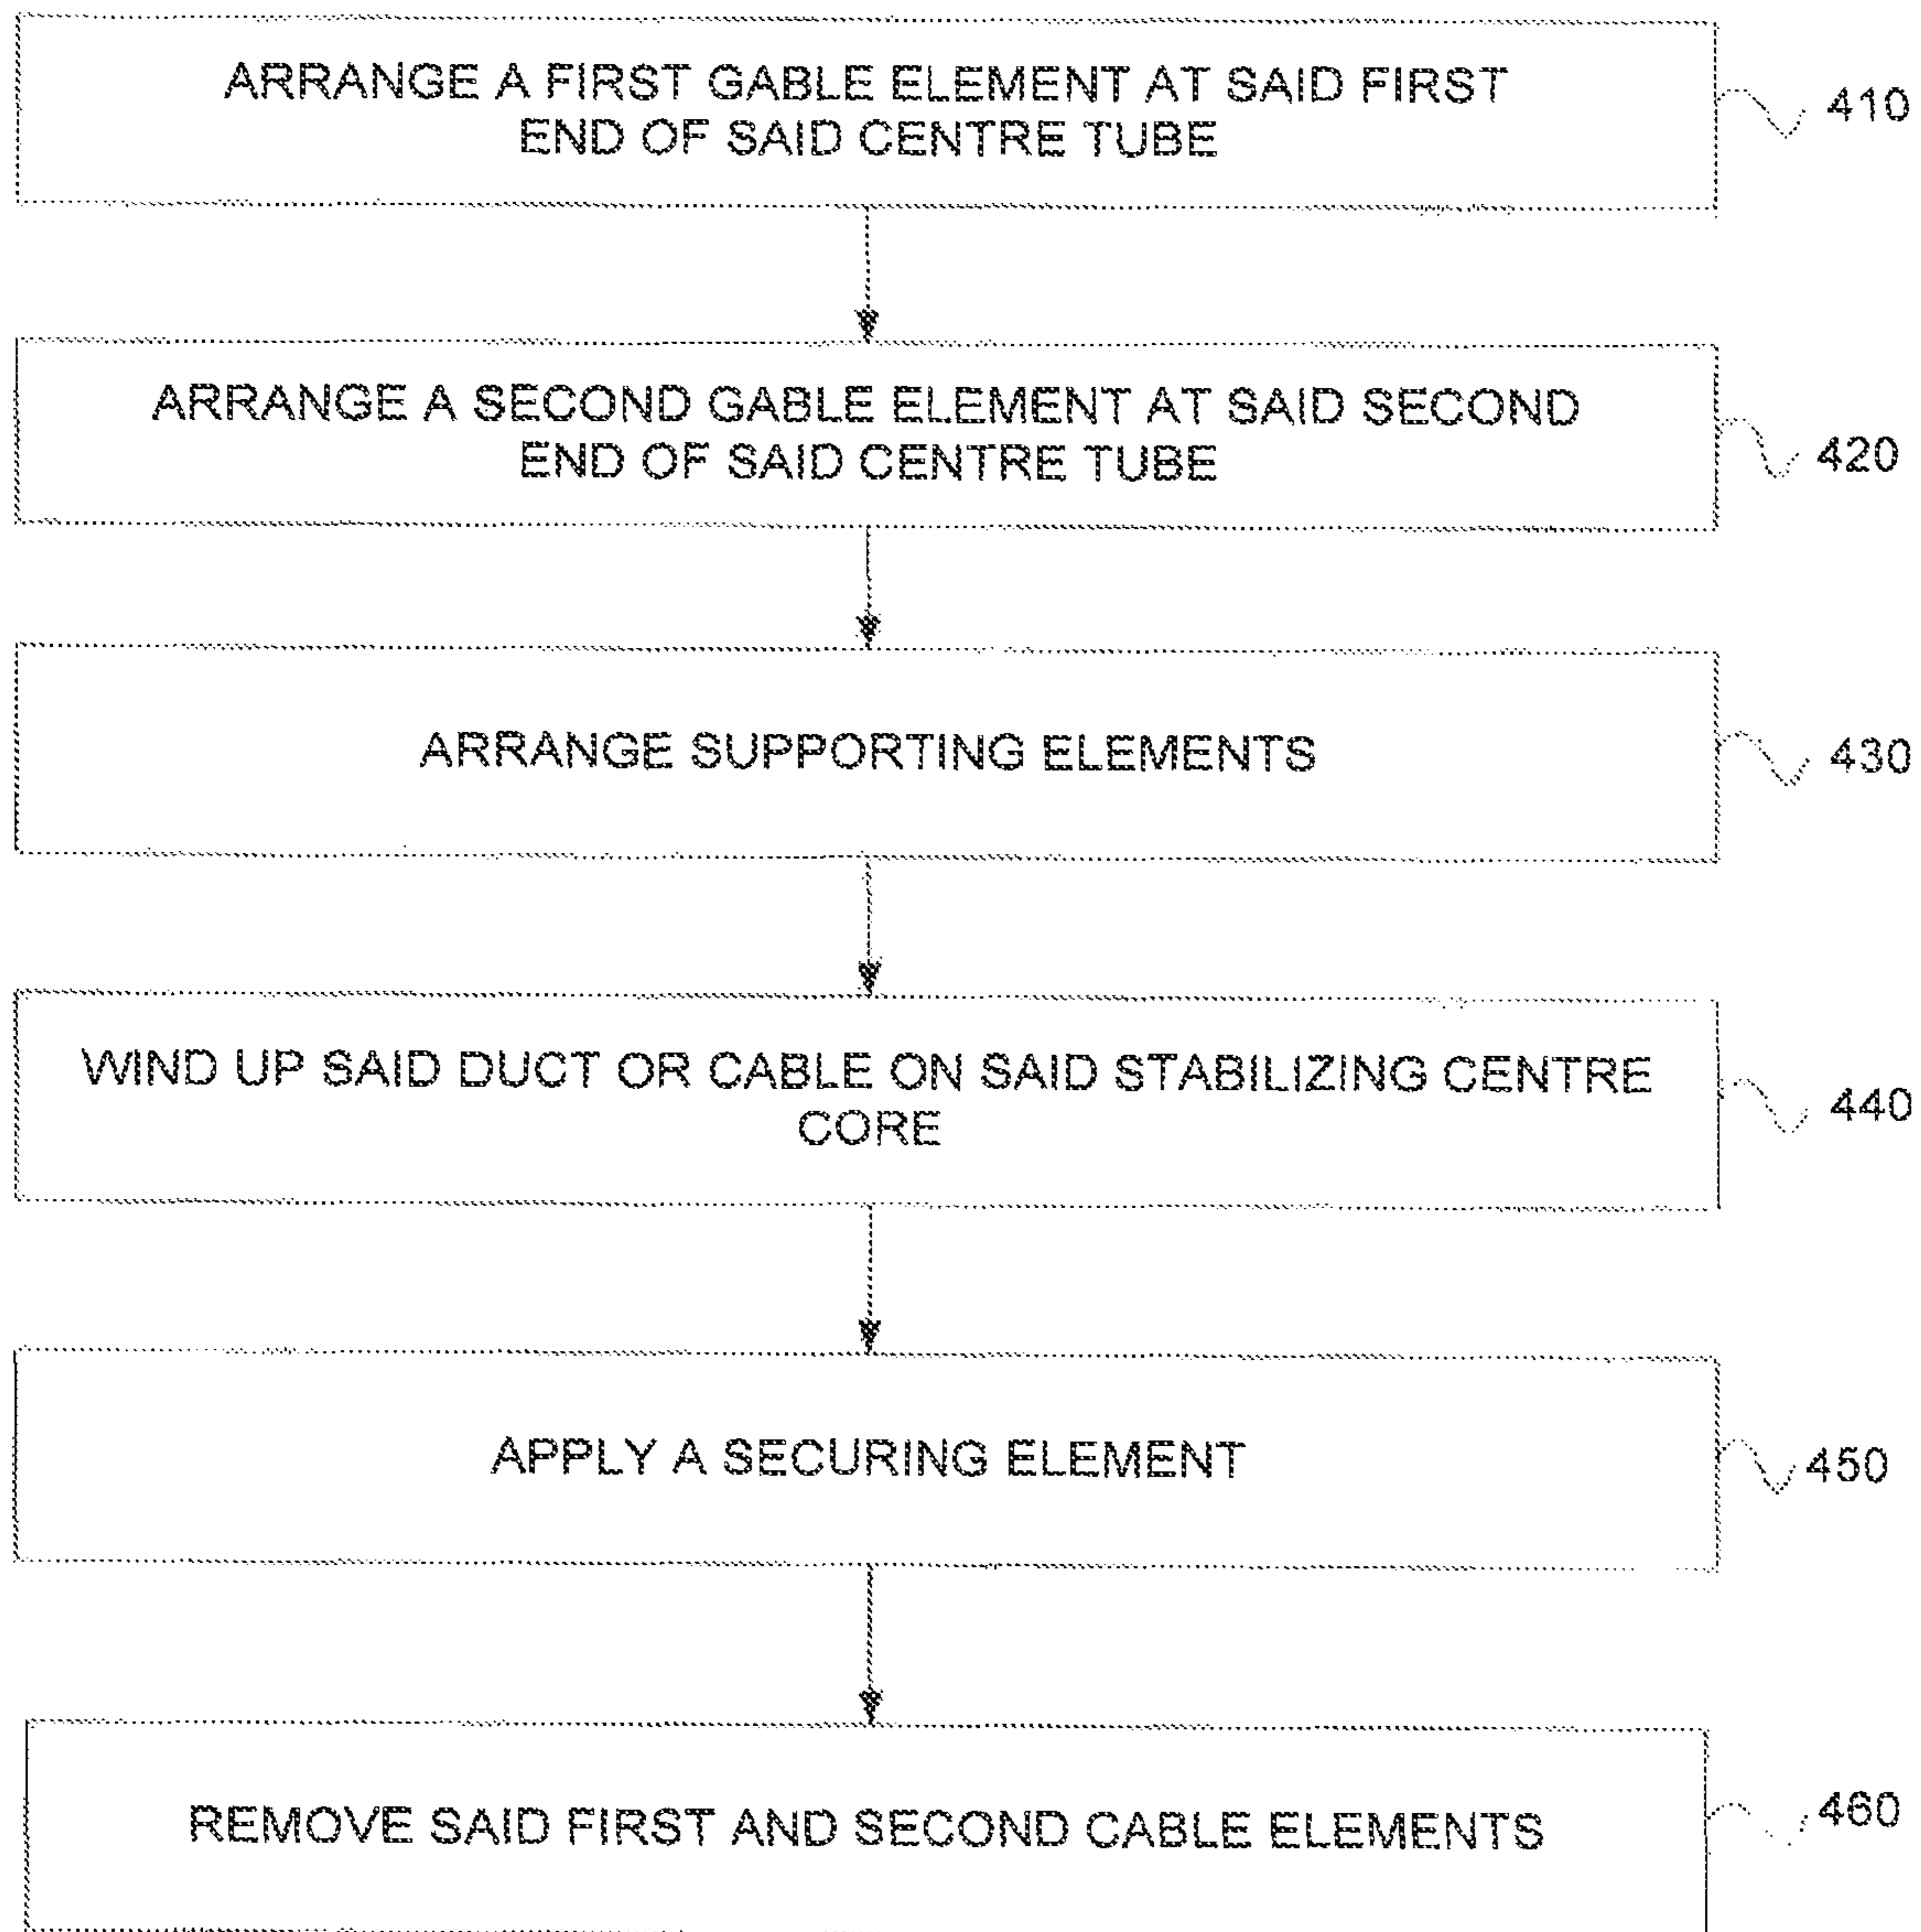 ARRANGE A FIRST GABLE ELEMENT AT SAID FIRST
END OF SAID CENTRE TUBE
410
ARRANGE A SECOND GABLE ELEMENT AT SAID SECOND
END OF SAID CENTRE TUBE
420
ARRANGE SUPPORTING ELEMENTS
430
WIND UP SAID DUCT OR CABLE ON SAID STABILIZING CENTRE
CORE
440
APPLY A SECURING ELEMENT
450
REMOVE SAID FIRST AND SECOND CABLE ELEMENTS
460